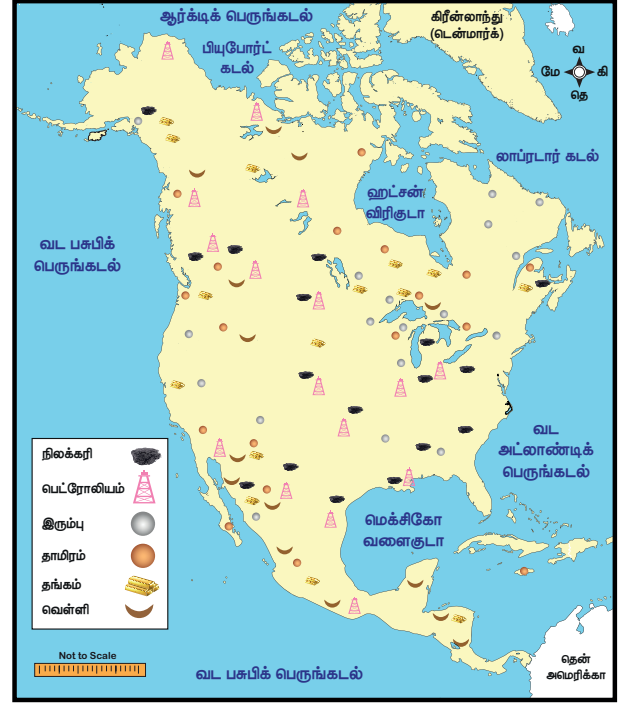 ஆர்க்டிக் பெருங்கடல்
கிரீன்லாந்து
(டென்மார்க்)
பியுபோர்ட்
கடல்
வ
மே
கி
தெ
லாப்ரடார் கடல்
ஹட்சன்
விரிகுடா
வட பசுபிக்
பெருங்கடல்
வட
அட்லாண்டிக்
பெருங்கடல்
நிலக்கரி
பெட்ரோலியம்
இரும்பு
தாமிரம்
தங்கம்
வெள்ளி
மெக்சிகோ
வளைகுடா
Not to Scale
வட பசுபிக் பெருங்கடல்
தென்
அமெரிக்கா